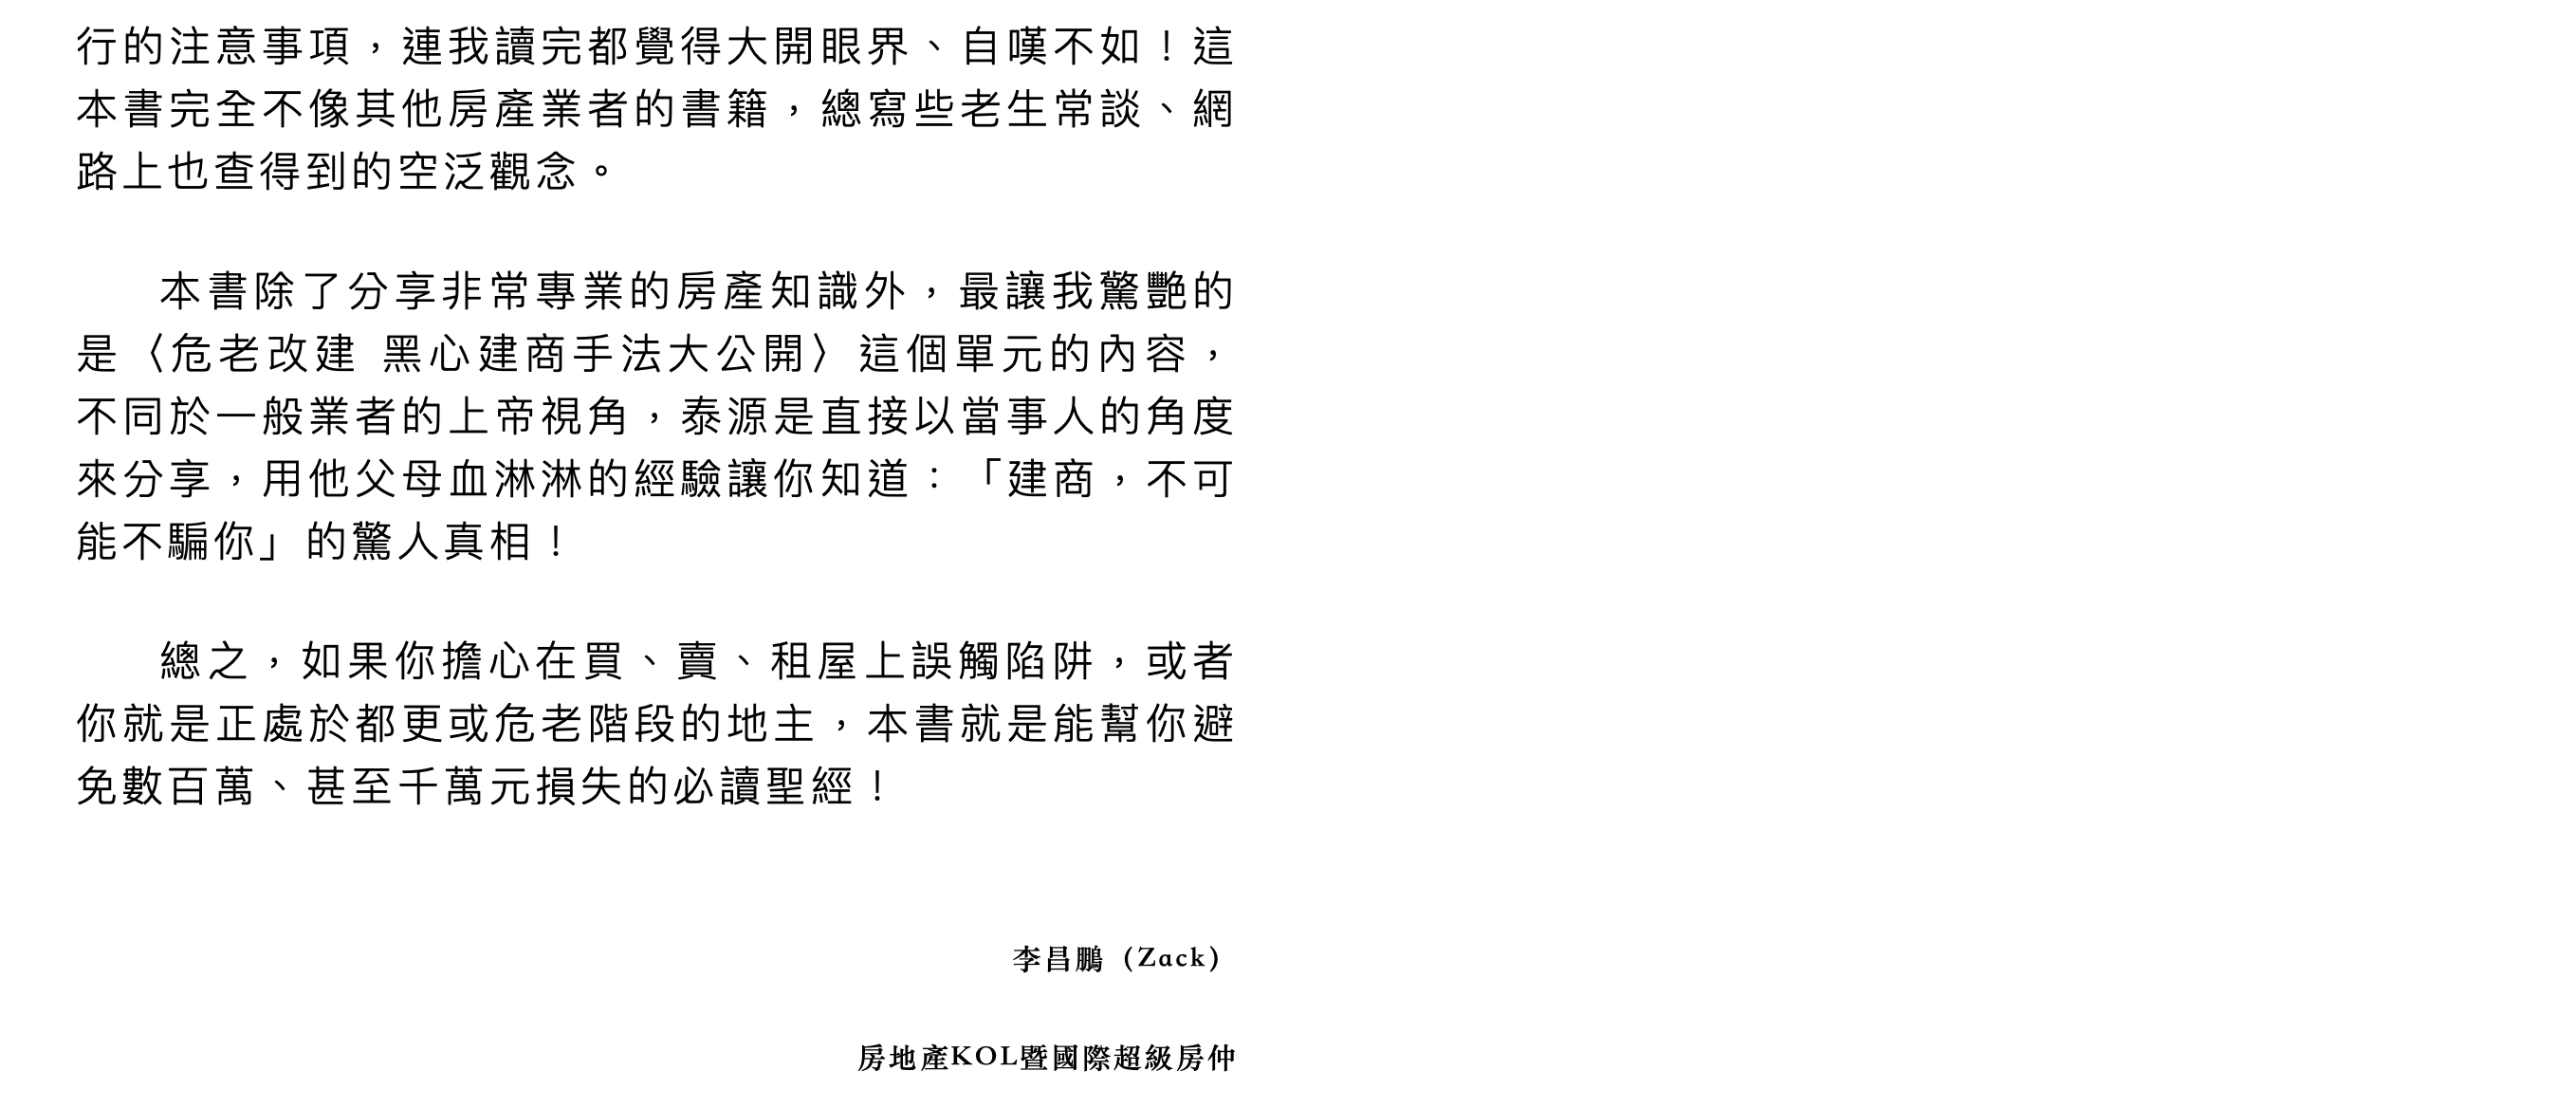 行的注意事項，連我讀完都覺得大開眼界、自嘆不如！這
本書完全不像其他房產業者的書籍，總寫些老生常談、網
路上也查得到的空泛觀念。
本書除了分享非常專業的房產知識外，最讓我驚艷的
是〈危老改建 黑心建商手法大公開〉這個單元的內容，
不同於一般業者的上帝視角，泰源是直接以當事人的角度
來分享，用他父母血淋淋的經驗讓你知道：「建商，不可
能不騙你」的驚人真相！
總之，如果你擔心在買、賣、租屋上誤觸陷阱，或者
你就是正處於都更或危老階段的地主，本書就是能幫你避
免數百萬、甚至千萬元損失的必讀聖經！
李昌鵬（Zack）
房地產KOL暨國際超級房仲